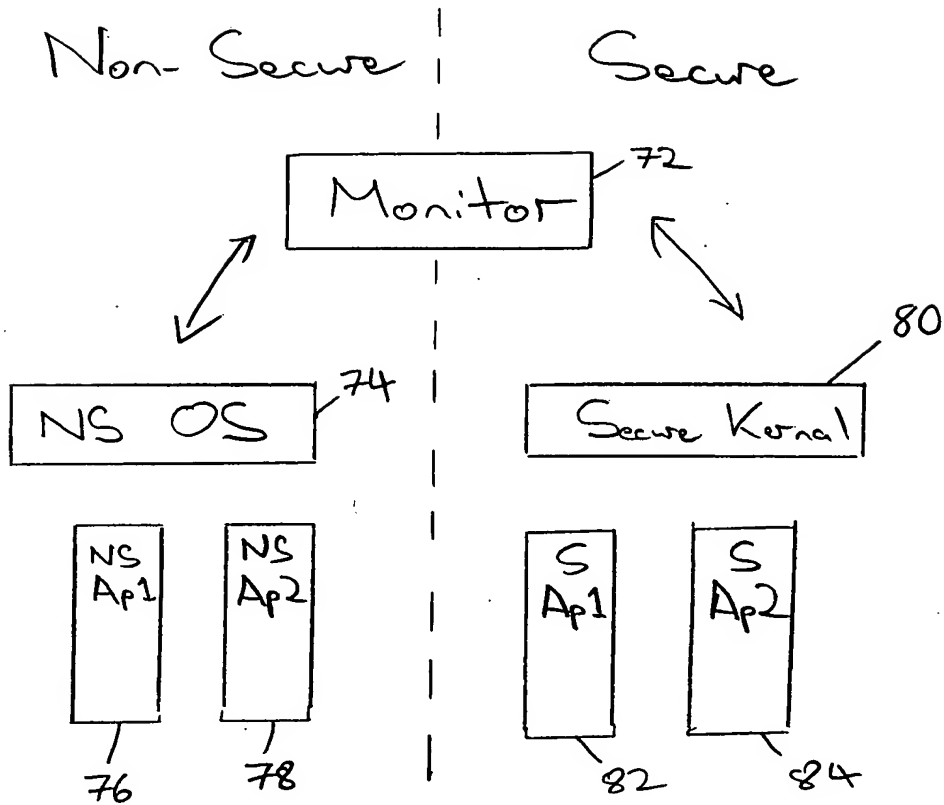 Non-Secure
Secure
Monitor
72
80
74
NS OS
Secure Kernal
NS
Ap1
NS
Ap2
S
Ap1
S
Ap2
76
78
82
84